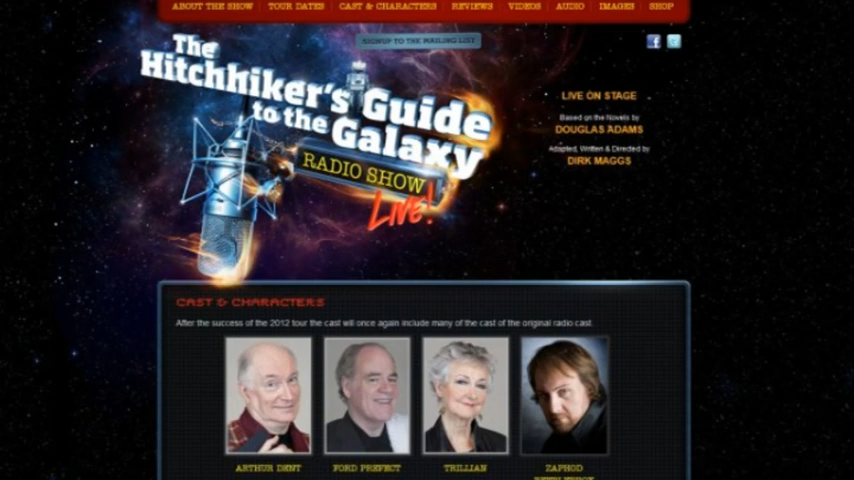 ABOUT THE SHOW TOUR DATES CAST & CHARACTERS REVIEWS VIDEOS AUDIO IMAGES SHOP
SIGNUP TO THE MAILING LIST
The
Hitchhiker's Guide
to the Galaxy
RADIO SHOW
LIVE!
LIVE ON STAGE
Based on the Novels by
DOUGLAS ADAMS
Adapted, Written & Directed by
DIRK MAGGS
CAST & CHARACTERS
After the success of the 2012 tour the cast will once again include many of the cast of the original radio cast.
ARTHUR DENT FORD PREFECT TRILLIAN ZAPHOD